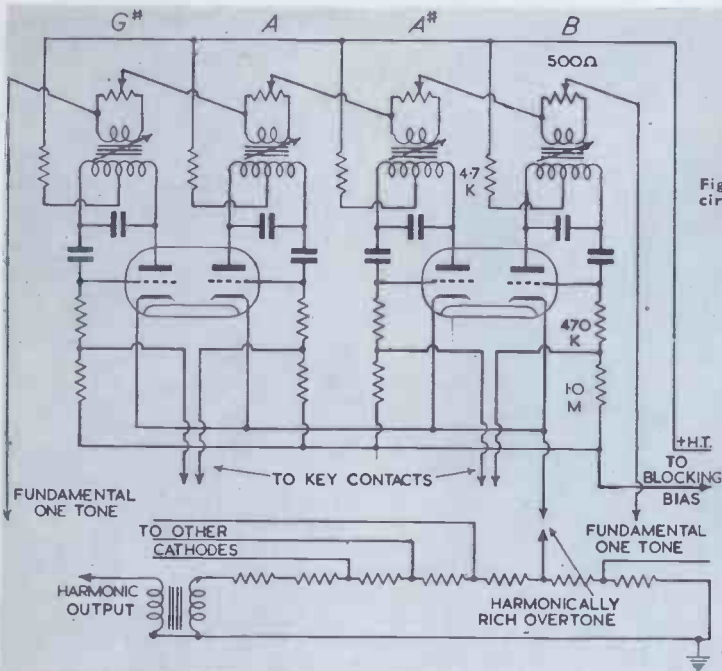 G# A A# B
500Ω
4·7
K
Fig
cir
470
K
1·0
M
+H.T.
TO KEY CONTACTS
TO
BLOCKING
BIAS
FUNDAMENTAL
ONE TONE
FUNDAMENTAL
ONE TONE
TO OTHER
CATHODES
HARMONIC
OUTPUT
HARMONICALLY
RICH OVERTONE